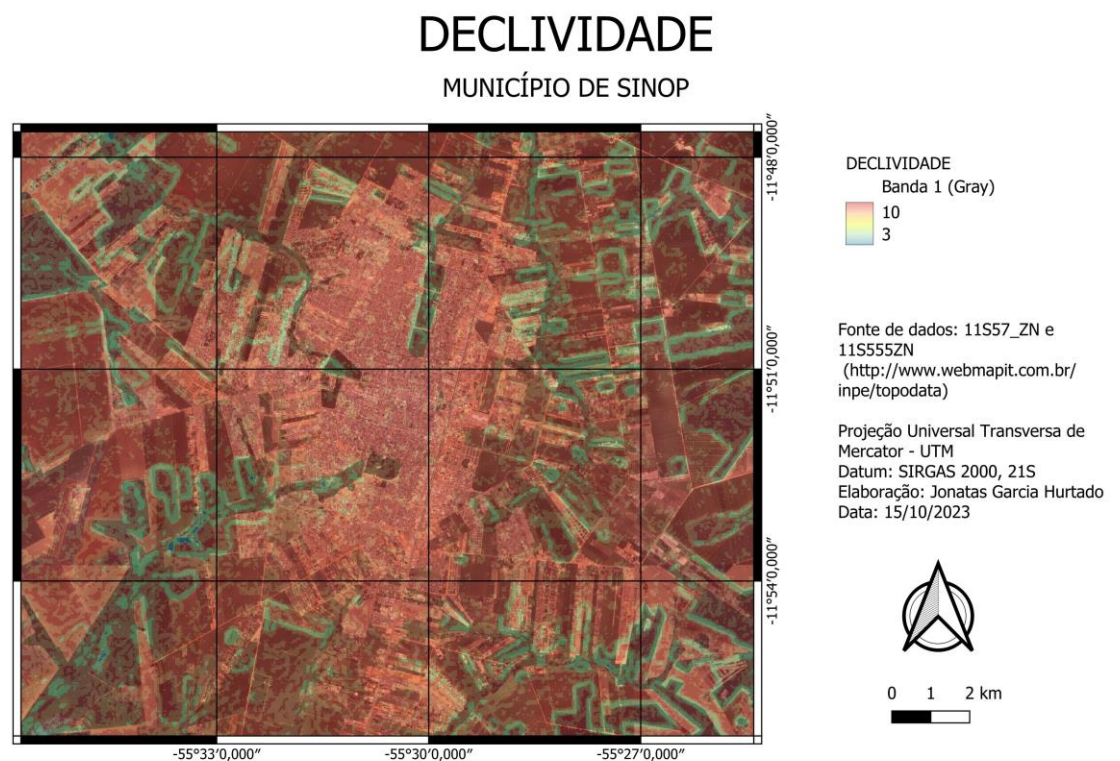 DECLIVIDADE
MUNICÍPIO DE SINOP
-11°48'0,000"
-11°51'0,000"
-11°54'0,000"
-55°33'0,000"
-55°30'0,000"
-55°27'0,000"
DECLIVIDADE
Banda 1 (Gray)
10
3
Fonte de dados: 11S57_ZN e
11S555ZN
(http://www.webmapit.com.br/
inpe/topodata)
Projeção Universal Transversa de
Mercator - UTM
Datum: SIRGAS 2000, 21S
Elaboração: Jonatas Garcia Hurtado
Data: 15/10/2023
0 1 2 km